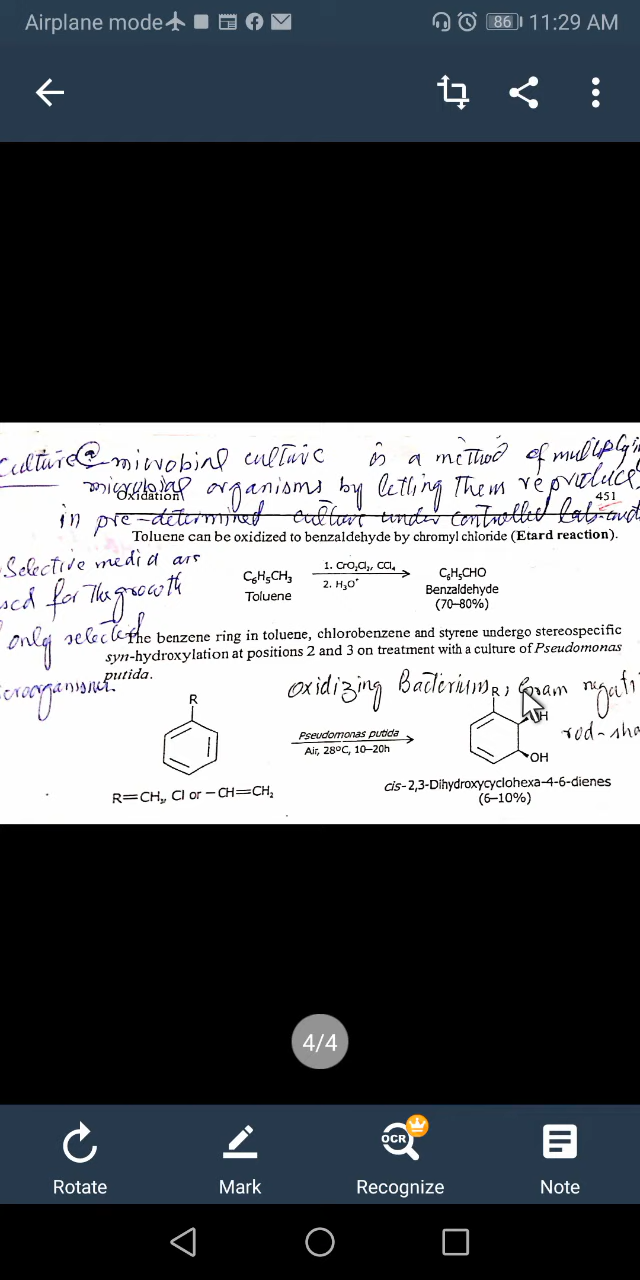 Airplane mode 86 11:29 AM
Culture microbial culture is a method of multiplyin
microbial organisms by letting them reproduce
Oxidation 451
in pre-determined culture under controlled lab
Toluene can be oxidized to benzaldehyde by chromyl chloride (Etard reaction).
Selective media are
used for the growth
only selected
croorganisms.
C₆H₅CH₃
Toluene
1. CrO₂Cl₂, CCl₄
2. H₃O⁺
C₆H₅CHO
Benzaldehyde
(70–80%)
The benzene ring in toluene, chlorobenzene and styrene undergo stereospecific
syn-hydroxylation at positions 2 and 3 on treatment with a culture of Pseudomonas
putida.
Oxidizing Bacterium, Gram negati
rod-sha
R
Pseudomonas putida
Air, 28°C, 10–20h
R
OH
R=CH₃, Cl or –CH=CH₂
cis-2,3-Dihydroxycyclohexa-4-6-dienes
(6–10%)
4/4
OCR
Rotate Mark Recognize Note